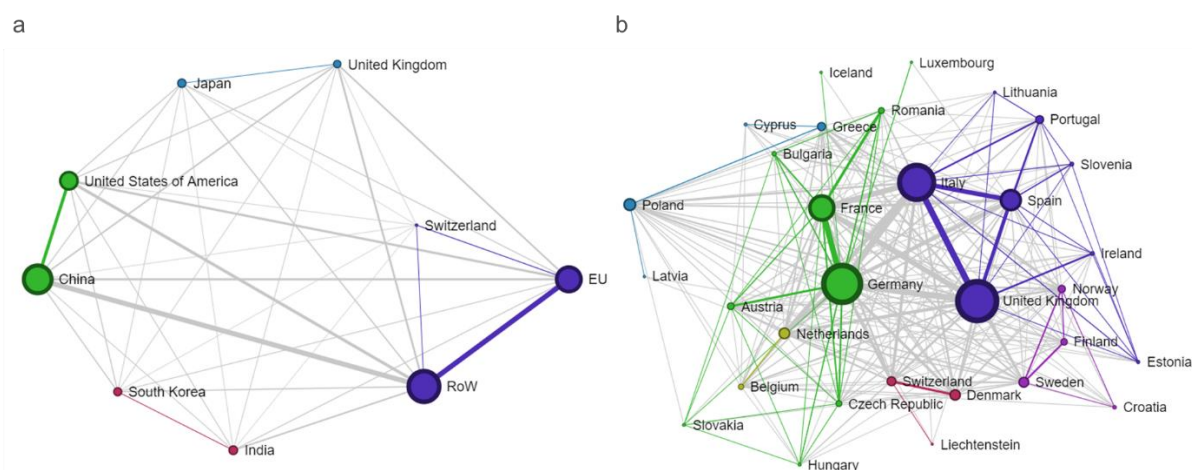 a
Japan
United Kingdom
United States of America
Switzerland
China
EU
RoW
South Korea
India
b
Iceland
Luxembourg
Lithuania
Romania
Cyprus
Greece
Portugal
Bulgaria
Slovenia
Italy
Poland
France
Spain
Ireland
Latvia
Germany
Norway
United Kingdom
Austria
Netherlands
Finland
Estonia
Belgium
Switzerland
Sweden
Denmark
Czech Republic
Croatia
Slovakia
Liechtenstein
Hungary